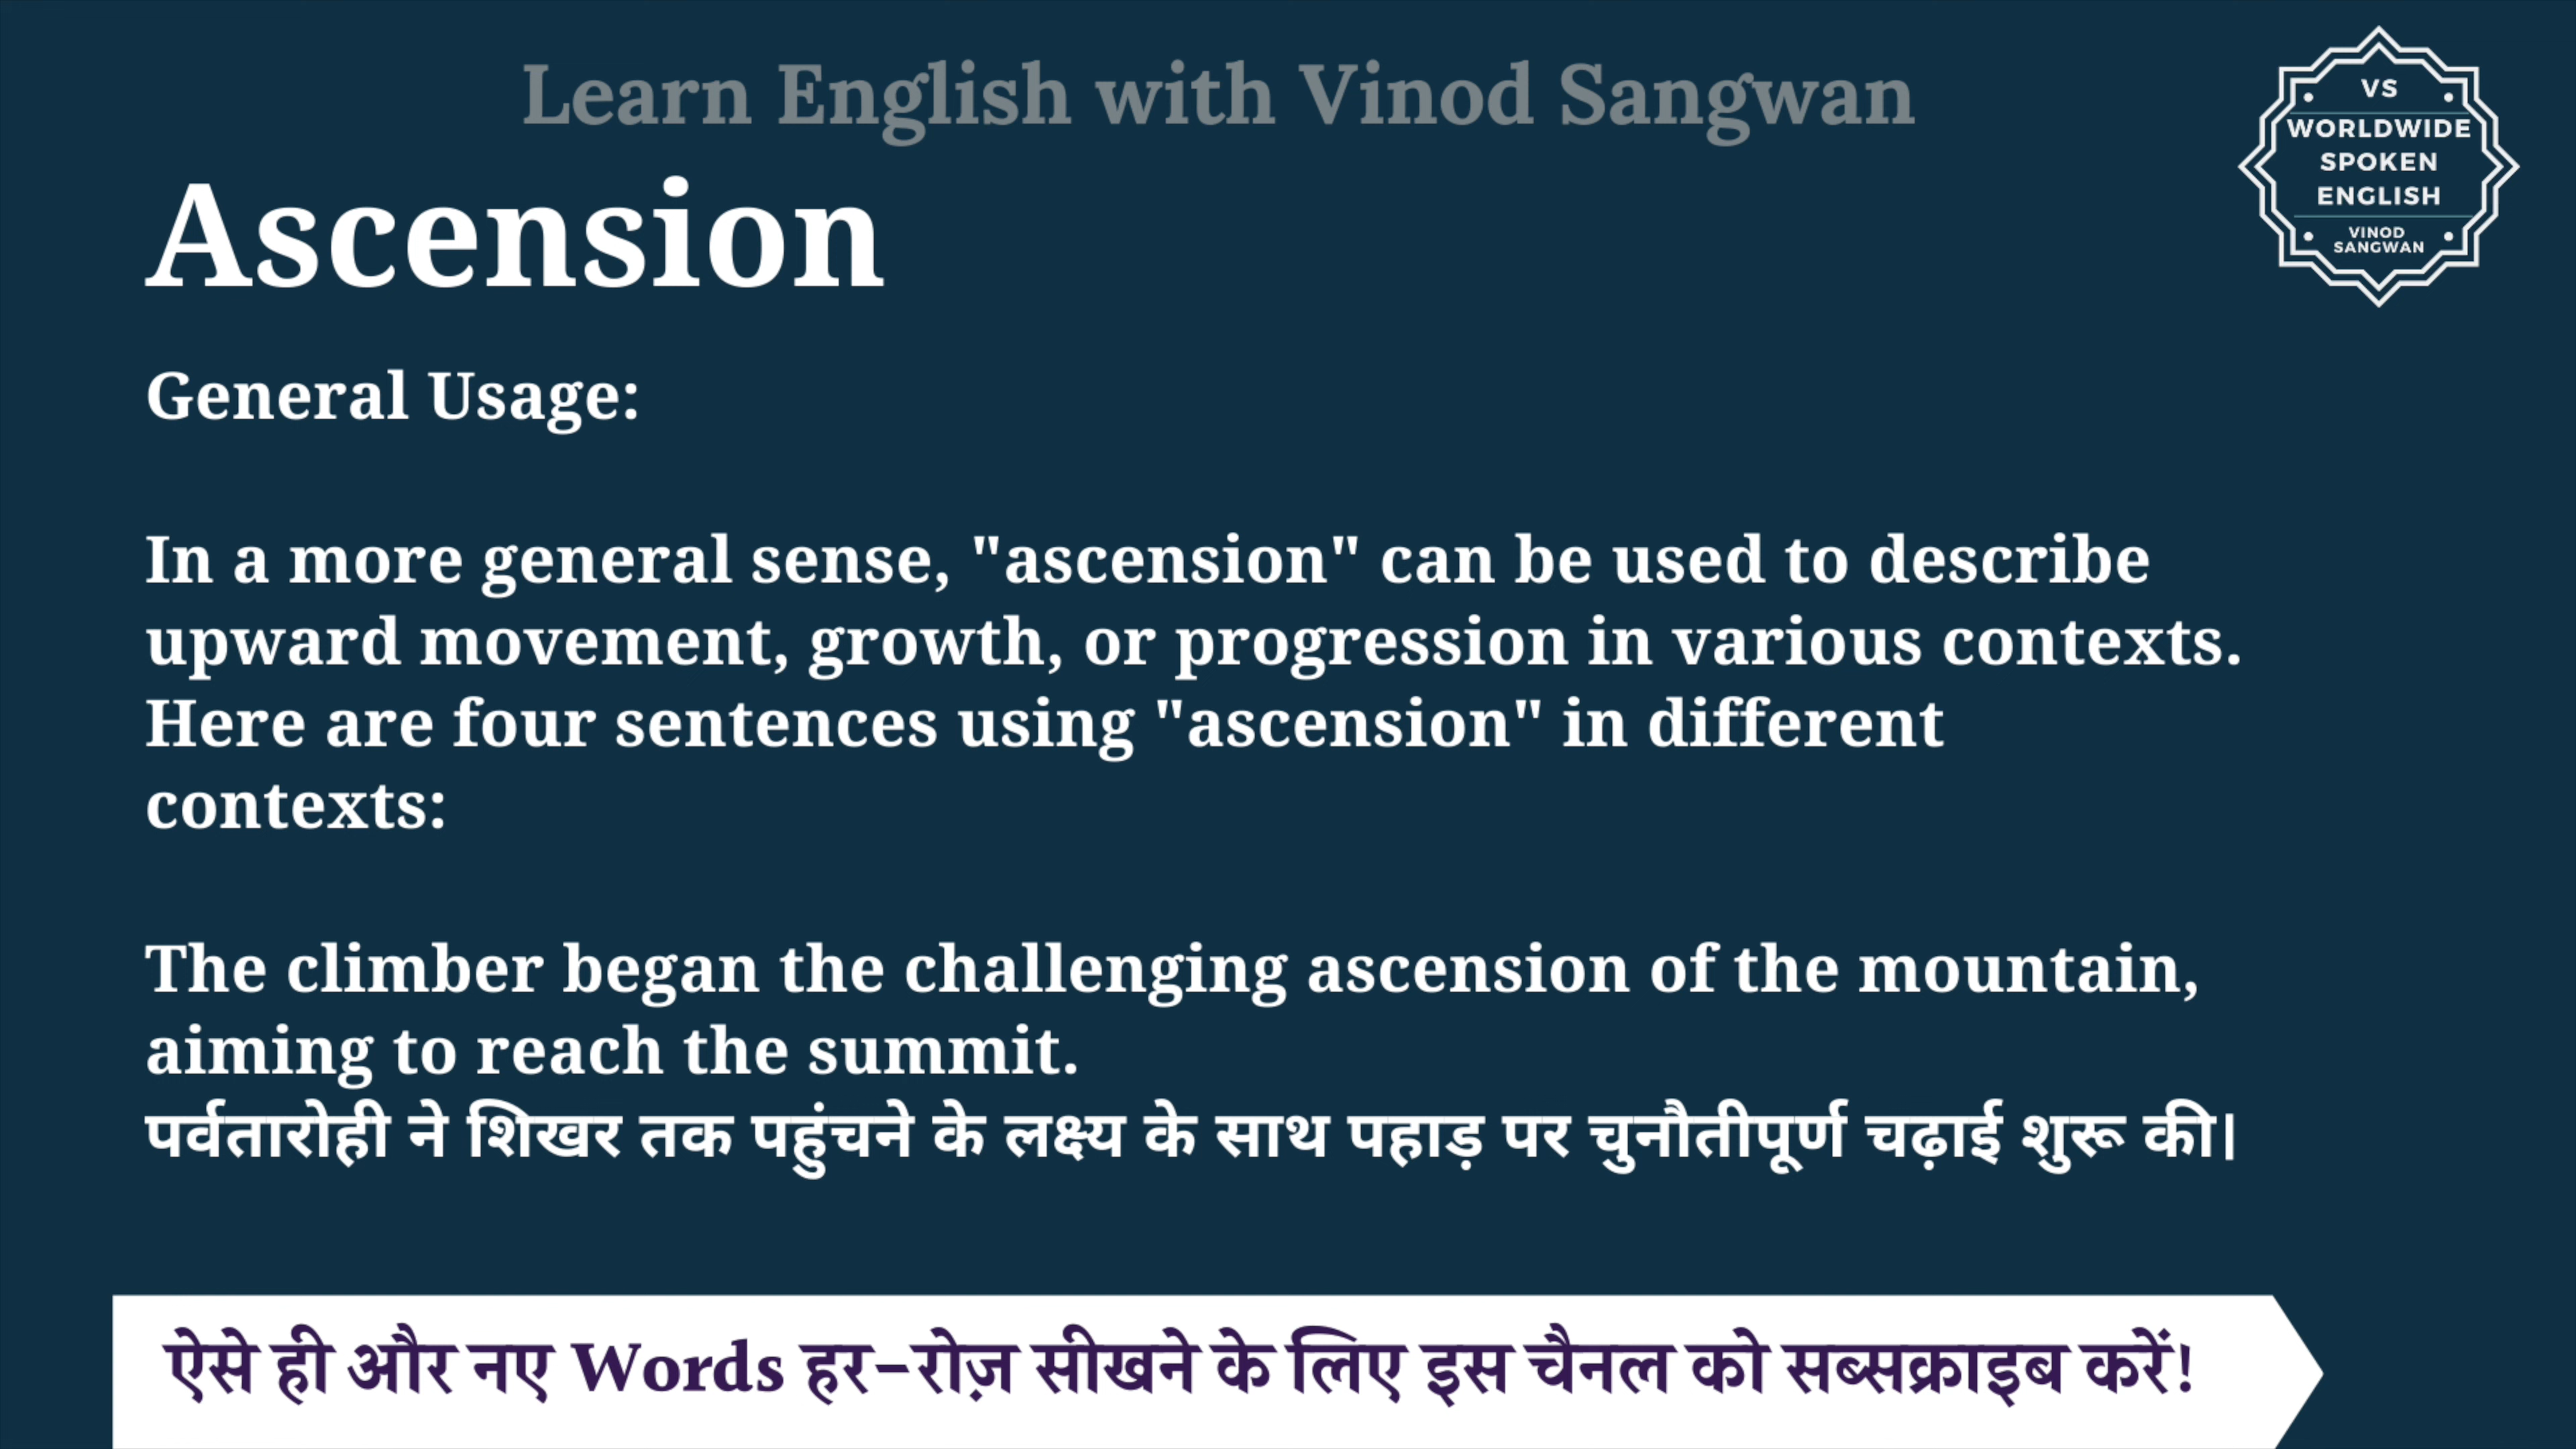 Learn English with Vinod Sangwan
VS
WORLDWIDE
SPOKEN
ENGLISH
VINOD
SANGWAN
Ascension
General Usage:
In a more general sense, "ascension" can be used to describe
upward movement, growth, or progression in various contexts.
Here are four sentences using "ascension" in different
contexts:
The climber began the challenging ascension of the mountain,
aiming to reach the summit.
पर्वतारोही ने शिखर तक पहुंचने के लक्ष्य के साथ पहाड़ पर चुनौतीपूर्ण चढ़ाई शुरू की।
ऐसे ही और नए Words हर-रोज़ सीखने के लिए इस चैनल को सब्सक्राइब करें!